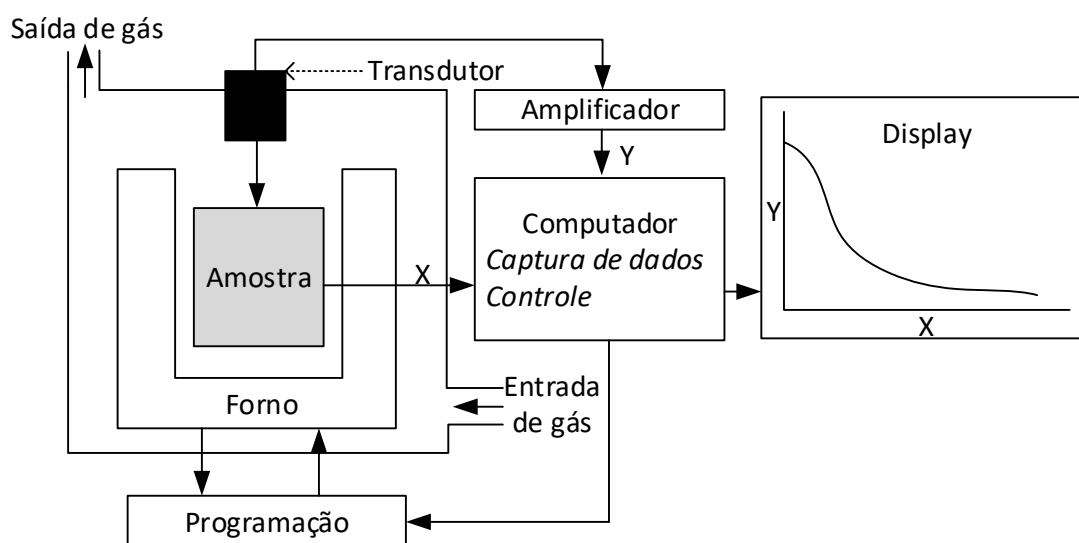 Saída de gás
Transdutor
Amplificador
Display
Y
Computador
Captura de dados
Controle
Y
Amostra
X
X
Entrada
de gás
Forno
Programação